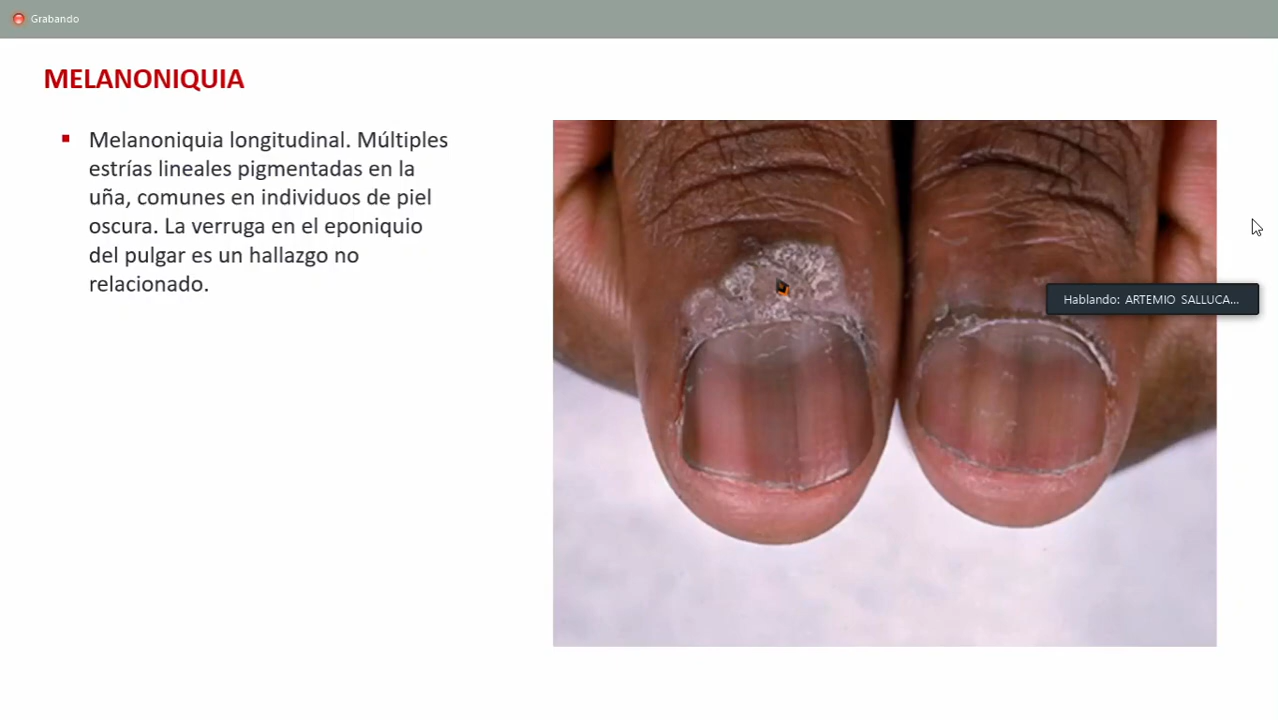 Grabando
MELANONIQUIA
Melanoniquia longitudinal. Múltiples
estrías lineales pigmentadas en la
uña, comunes en individuos de piel
oscura. La verruga en el eponiquio
del pulgar es un hallazgo no
relacionado.
Hablando: ARTEMIO SALLUCA...